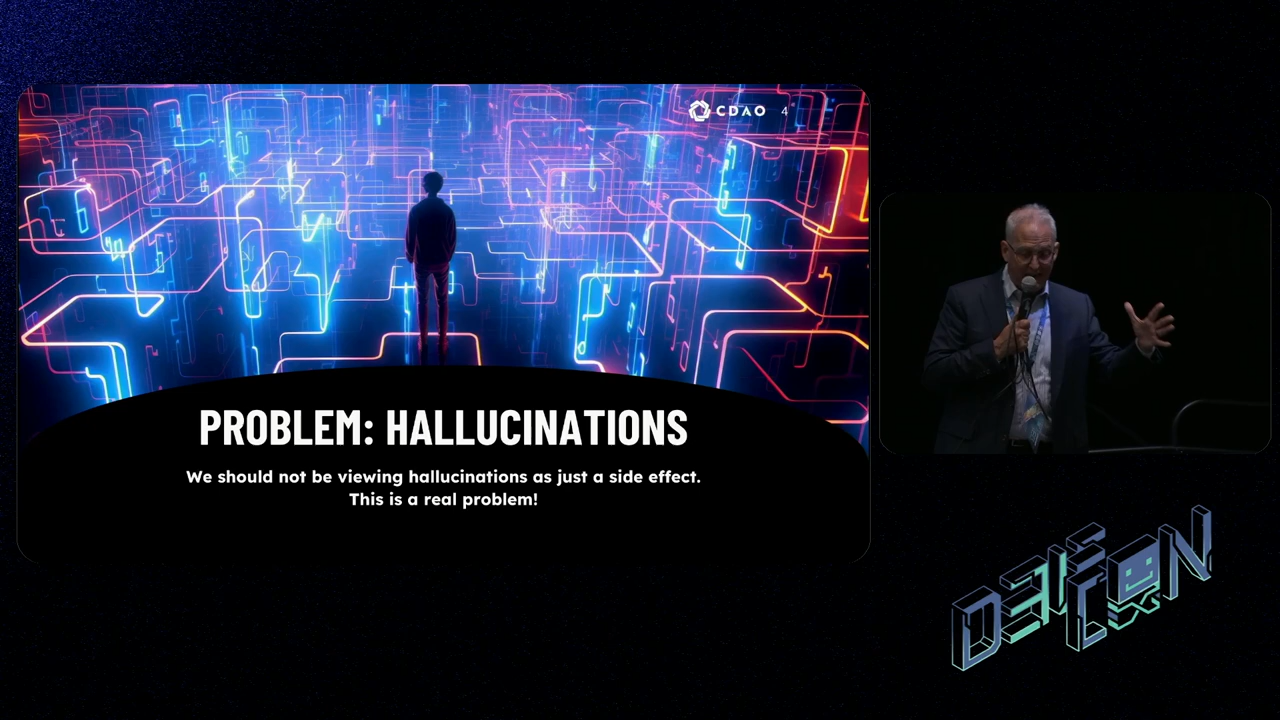 CDAO 4
PROBLEM: HALLUCINATIONS
We should not be viewing hallucinations as just a side effect.
This is a real problem!
DEF CON